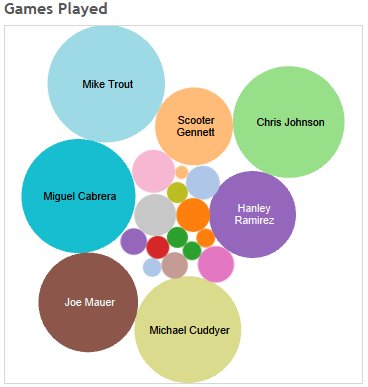 Games Played
Mike Trout
Scooter
Gennett
Chris Johnson
Miguel Cabrera
Hanley
Ramirez
Joe Mauer
Michael Cuddyer